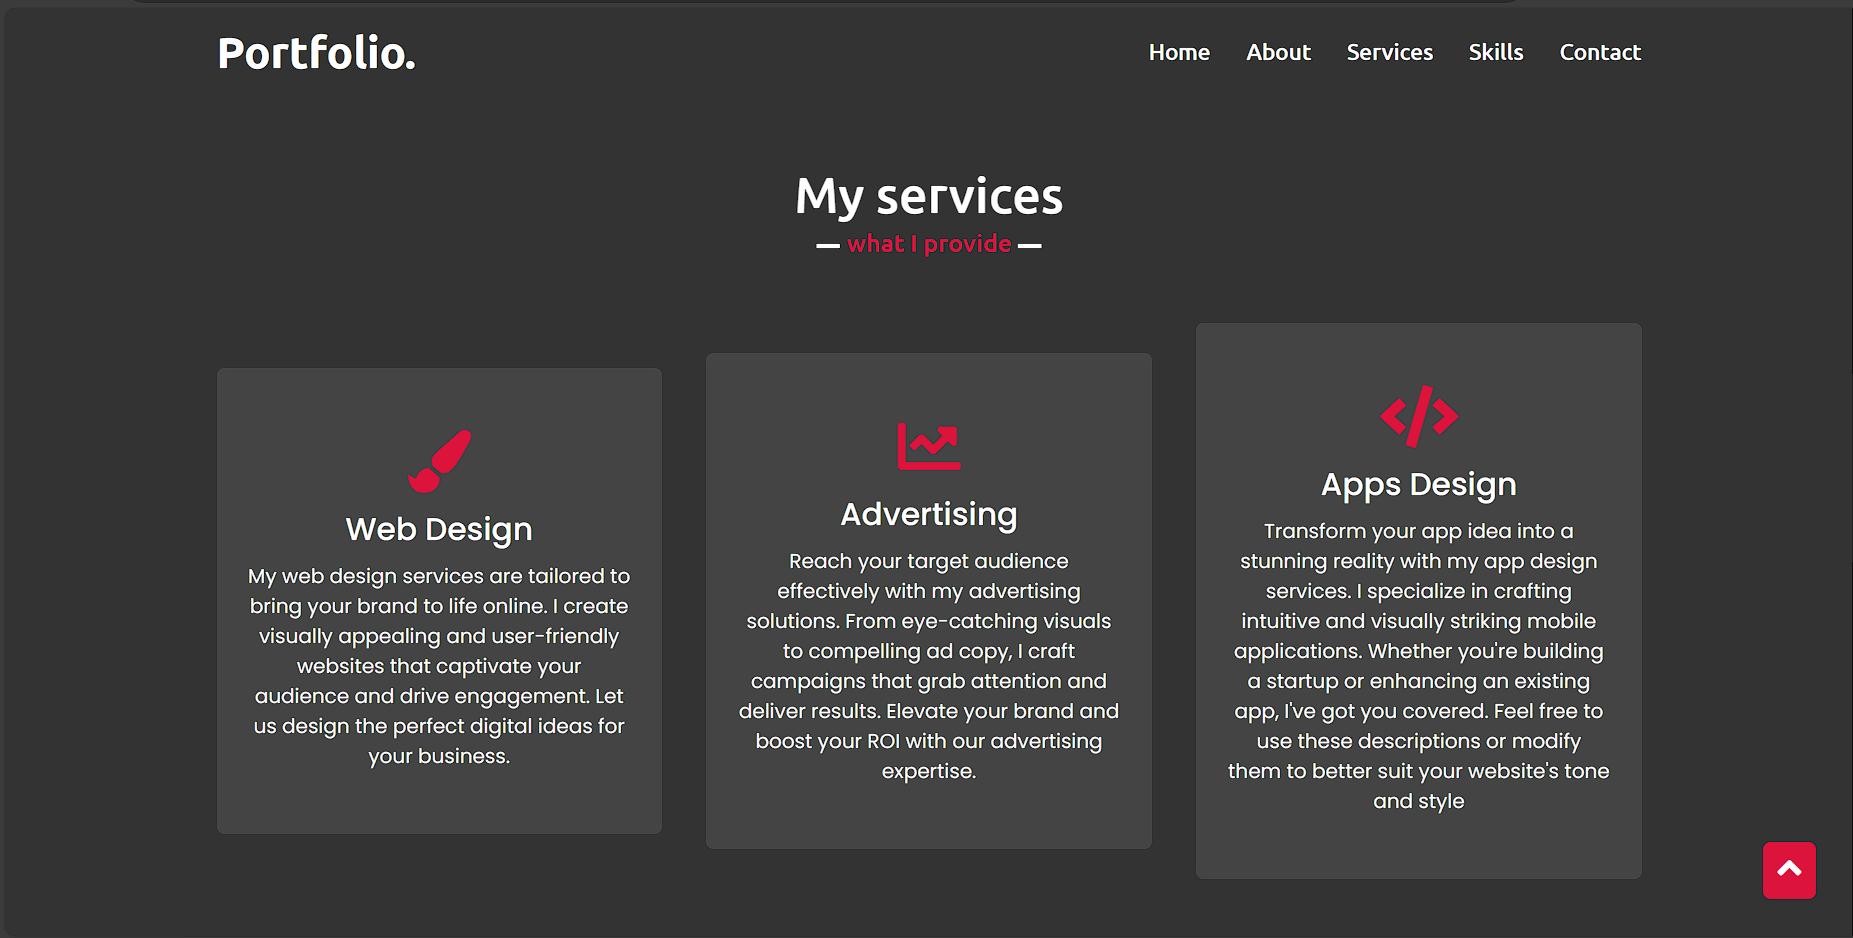 Portfolio.
Home About Services Skills Contact
My services
— what I provide —
Web Design
My web design services are tailored to
bring your brand to life online. I create
visually appealing and user-friendly
websites that captivate your
audience and drive engagement. Let
us design the perfect digital ideas for
your business.
Advertising
Reach your target audience
effectively with my advertising
solutions. From eye-catching visuals
to compelling ad copy, I craft
campaigns that grab attention and
deliver results. Elevate your brand and
boost your ROI with our advertising
expertise.
Apps Design
Transform your app idea into a
stunning reality with my app design
services. I specialize in crafting
intuitive and visually striking mobile
applications. Whether you're building
a startup or enhancing an existing
app, I've got you covered. Feel free to
use these descriptions or modify
them to better suit your website's tone
and style